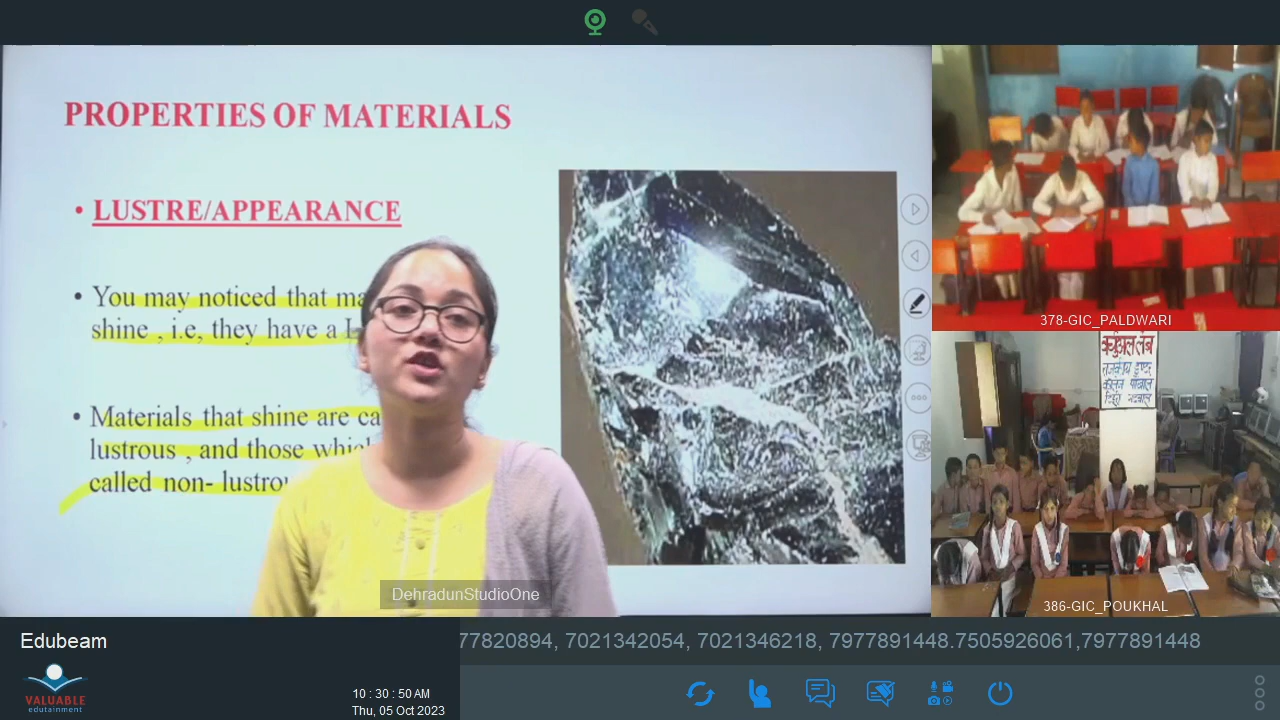 PROPERTIES OF MATERIALS
• LUSTRE/APPEARANCE
• You may noticed that ma
shine , i.e, they have a L
• Materials that shine are ca
lustrous , and those whic
called non- lustrou
DehradunStudioOne
378-GIC_PALDWARI
386-GIC_POUKHAL
Edubeam
77820894, 7021342054, 7021346218, 7977891448.7505926061,7977891448
VALUABLE
edutainment
10 : 30 : 50 AM
Thu, 05 Oct 2023